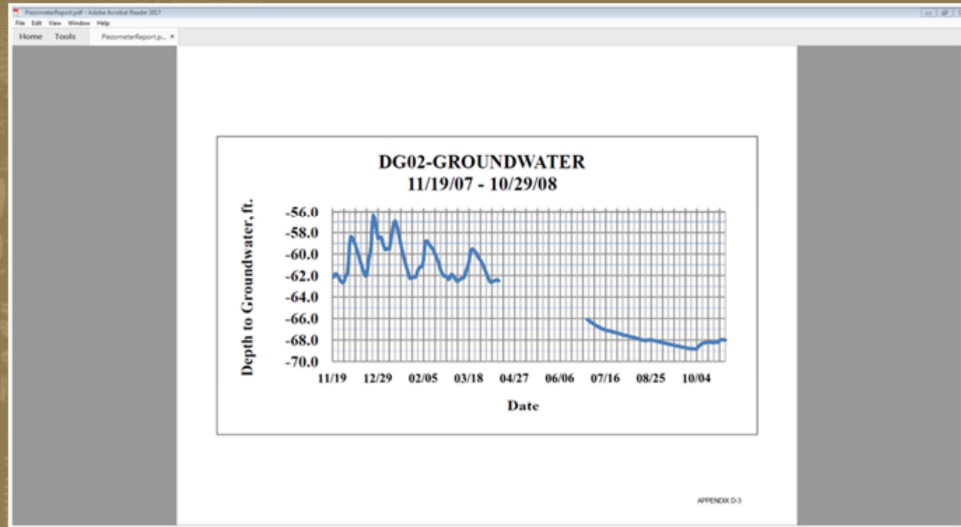 PiezometerReport.pdf - Adobe Acrobat Reader 2017
File Edit View Window Help
Home Tools PiezometerReport.p... ×
DG02-GROUNDWATER
11/19/07 - 10/29/08
Depth to Groundwater, ft.
-56.0
-58.0
-60.0
-62.0
-64.0
-66.0
-68.0
-70.0
11/19 12/29 02/05 03/18 04/27 06/06 07/16 08/25 10/04
Date
APPENDIX D-3